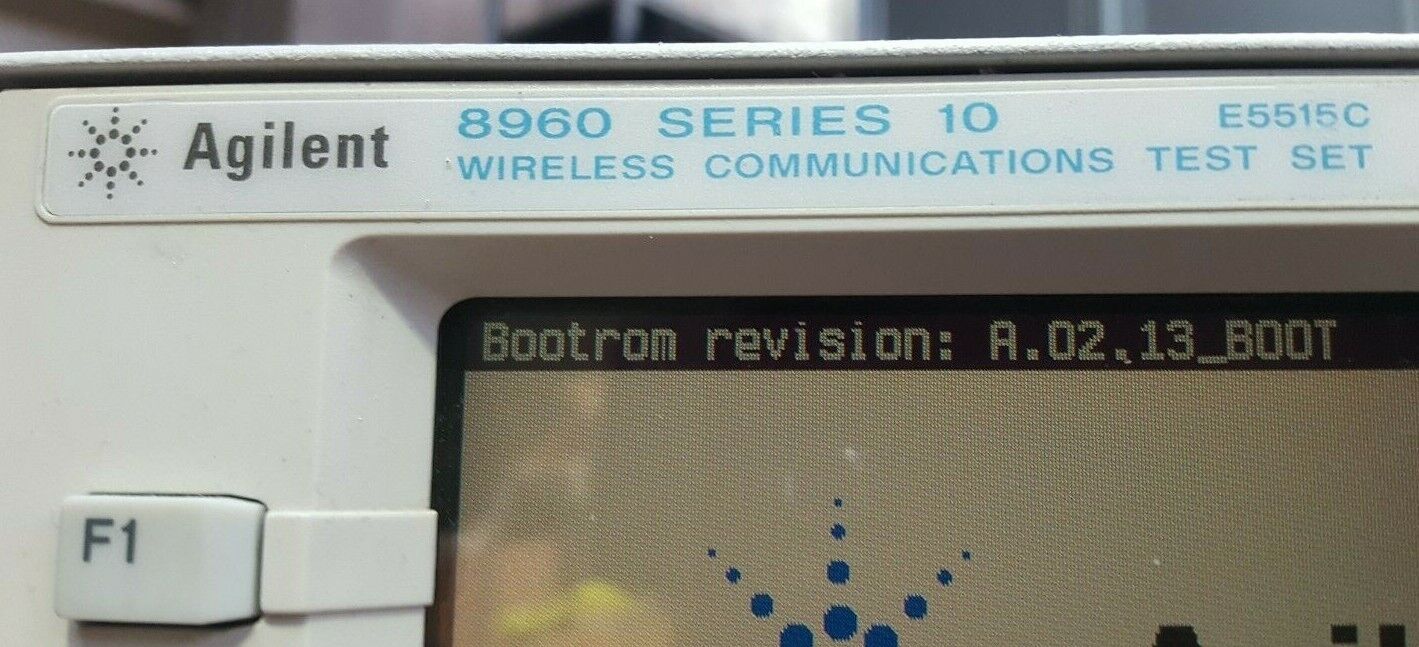 Agilent
8960 SERIES 10
E5515C
WIRELESS COMMUNICATIONS TEST SET
Bootrom revision: A.02.13_BOOT
F1